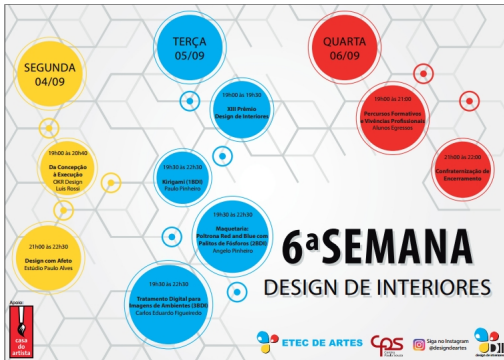 SEGUNDA
04/09
19h00 às 20h40
Da Concepção
à Execução
OKR Design
Luis Rossi
21h00 às 22h30
Design com Afeto
Estúdio Paulo Alves
TERÇA
05/09
19h00 às 19h30
XIII Prêmio
Design de Interiores
19h30 às 22h30
Kirigami (1BDI)
Paulo Pinheiro
19h30 às 22h30
Maquetaria:
Poltrona Red and Blue com
Palitos de Fósforos (2BDI)
Angelo Pinheiro
19h30 às 22h30
Tratamento Digital para
Imagens de Ambientes (3BDI)
Carlos Eduardo Figueiredo
QUARTA
06/09
19h00 às 21h00
Percursos Formativos
e Vivências Profissionais
Alunos Egressos
21h00 às 22h00
Confraternização de
Encerramento
6ªSEMANA
DESIGN DE INTERIORES
Apoio:
casa
do
artista
ETEC DE ARTES
CPS
Siga no Instagram
@designdeartes